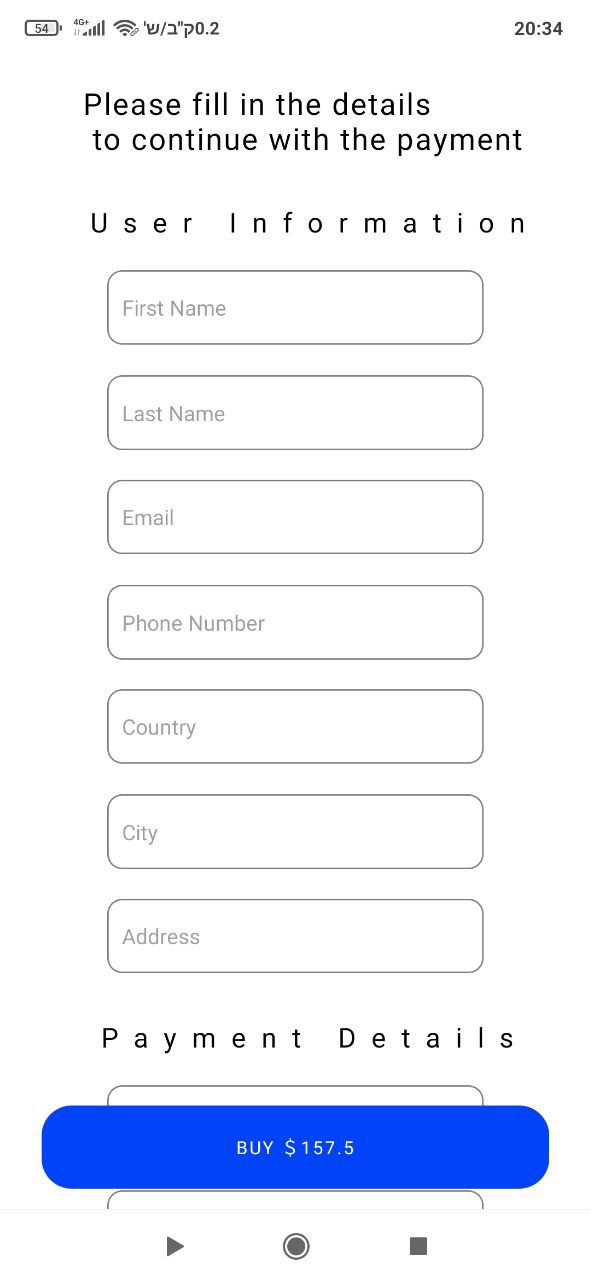 54 4G+ 0.2ק"ב/ש' 20:34
Please fill in the details
to continue with the payment
User Information
First Name
Last Name
Email
Phone Number
Country
City
Address
Payment Details
BUY $157.5